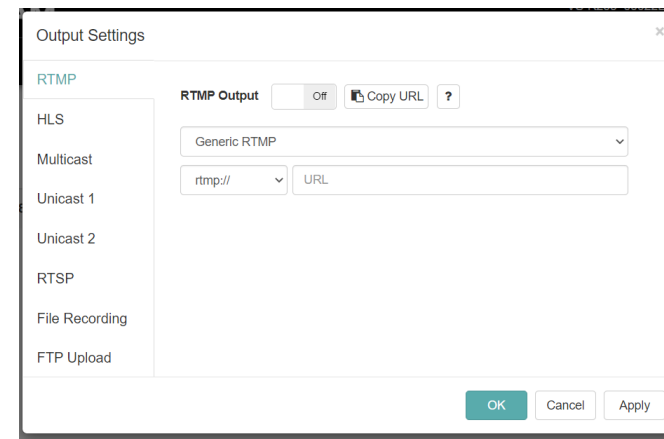 Output Settings
×
RTMP
HLS
Multicast
Unicast 1
Unicast 2
RTSP
File Recording
FTP Upload
RTMP Output Off Copy URL ?
Generic RTMP
rtmp:// URL
OK Cancel Apply